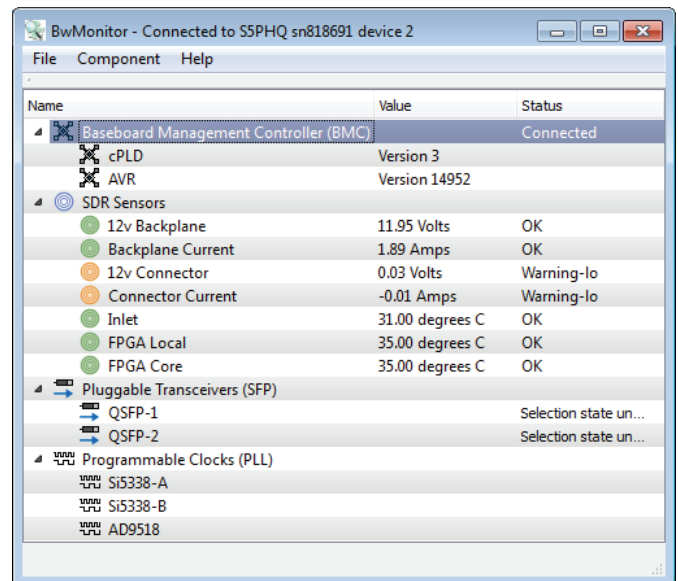 BwMonitor - Connected to S5PHQ sn818691 device 2
File Component Help
Name Value Status
Baseboard Management Controller (BMC) Connected
cPLD Version 3
AVR Version 14952
SDR Sensors
12v Backplane 11.95 Volts OK
Backplane Current 1.89 Amps OK
12v Connector 0.03 Volts Warning-lo
Connector Current -0.01 Amps Warning-lo
Inlet 31.00 degrees C OK
FPGA Local 35.00 degrees C OK
FPGA Core 35.00 degrees C OK
Pluggable Transceivers (SFP)
QSFP-1 Selection state un...
QSFP-2 Selection state un...
Programmable Clocks (PLL)
Si5338-A
Si5338-B
AD9518